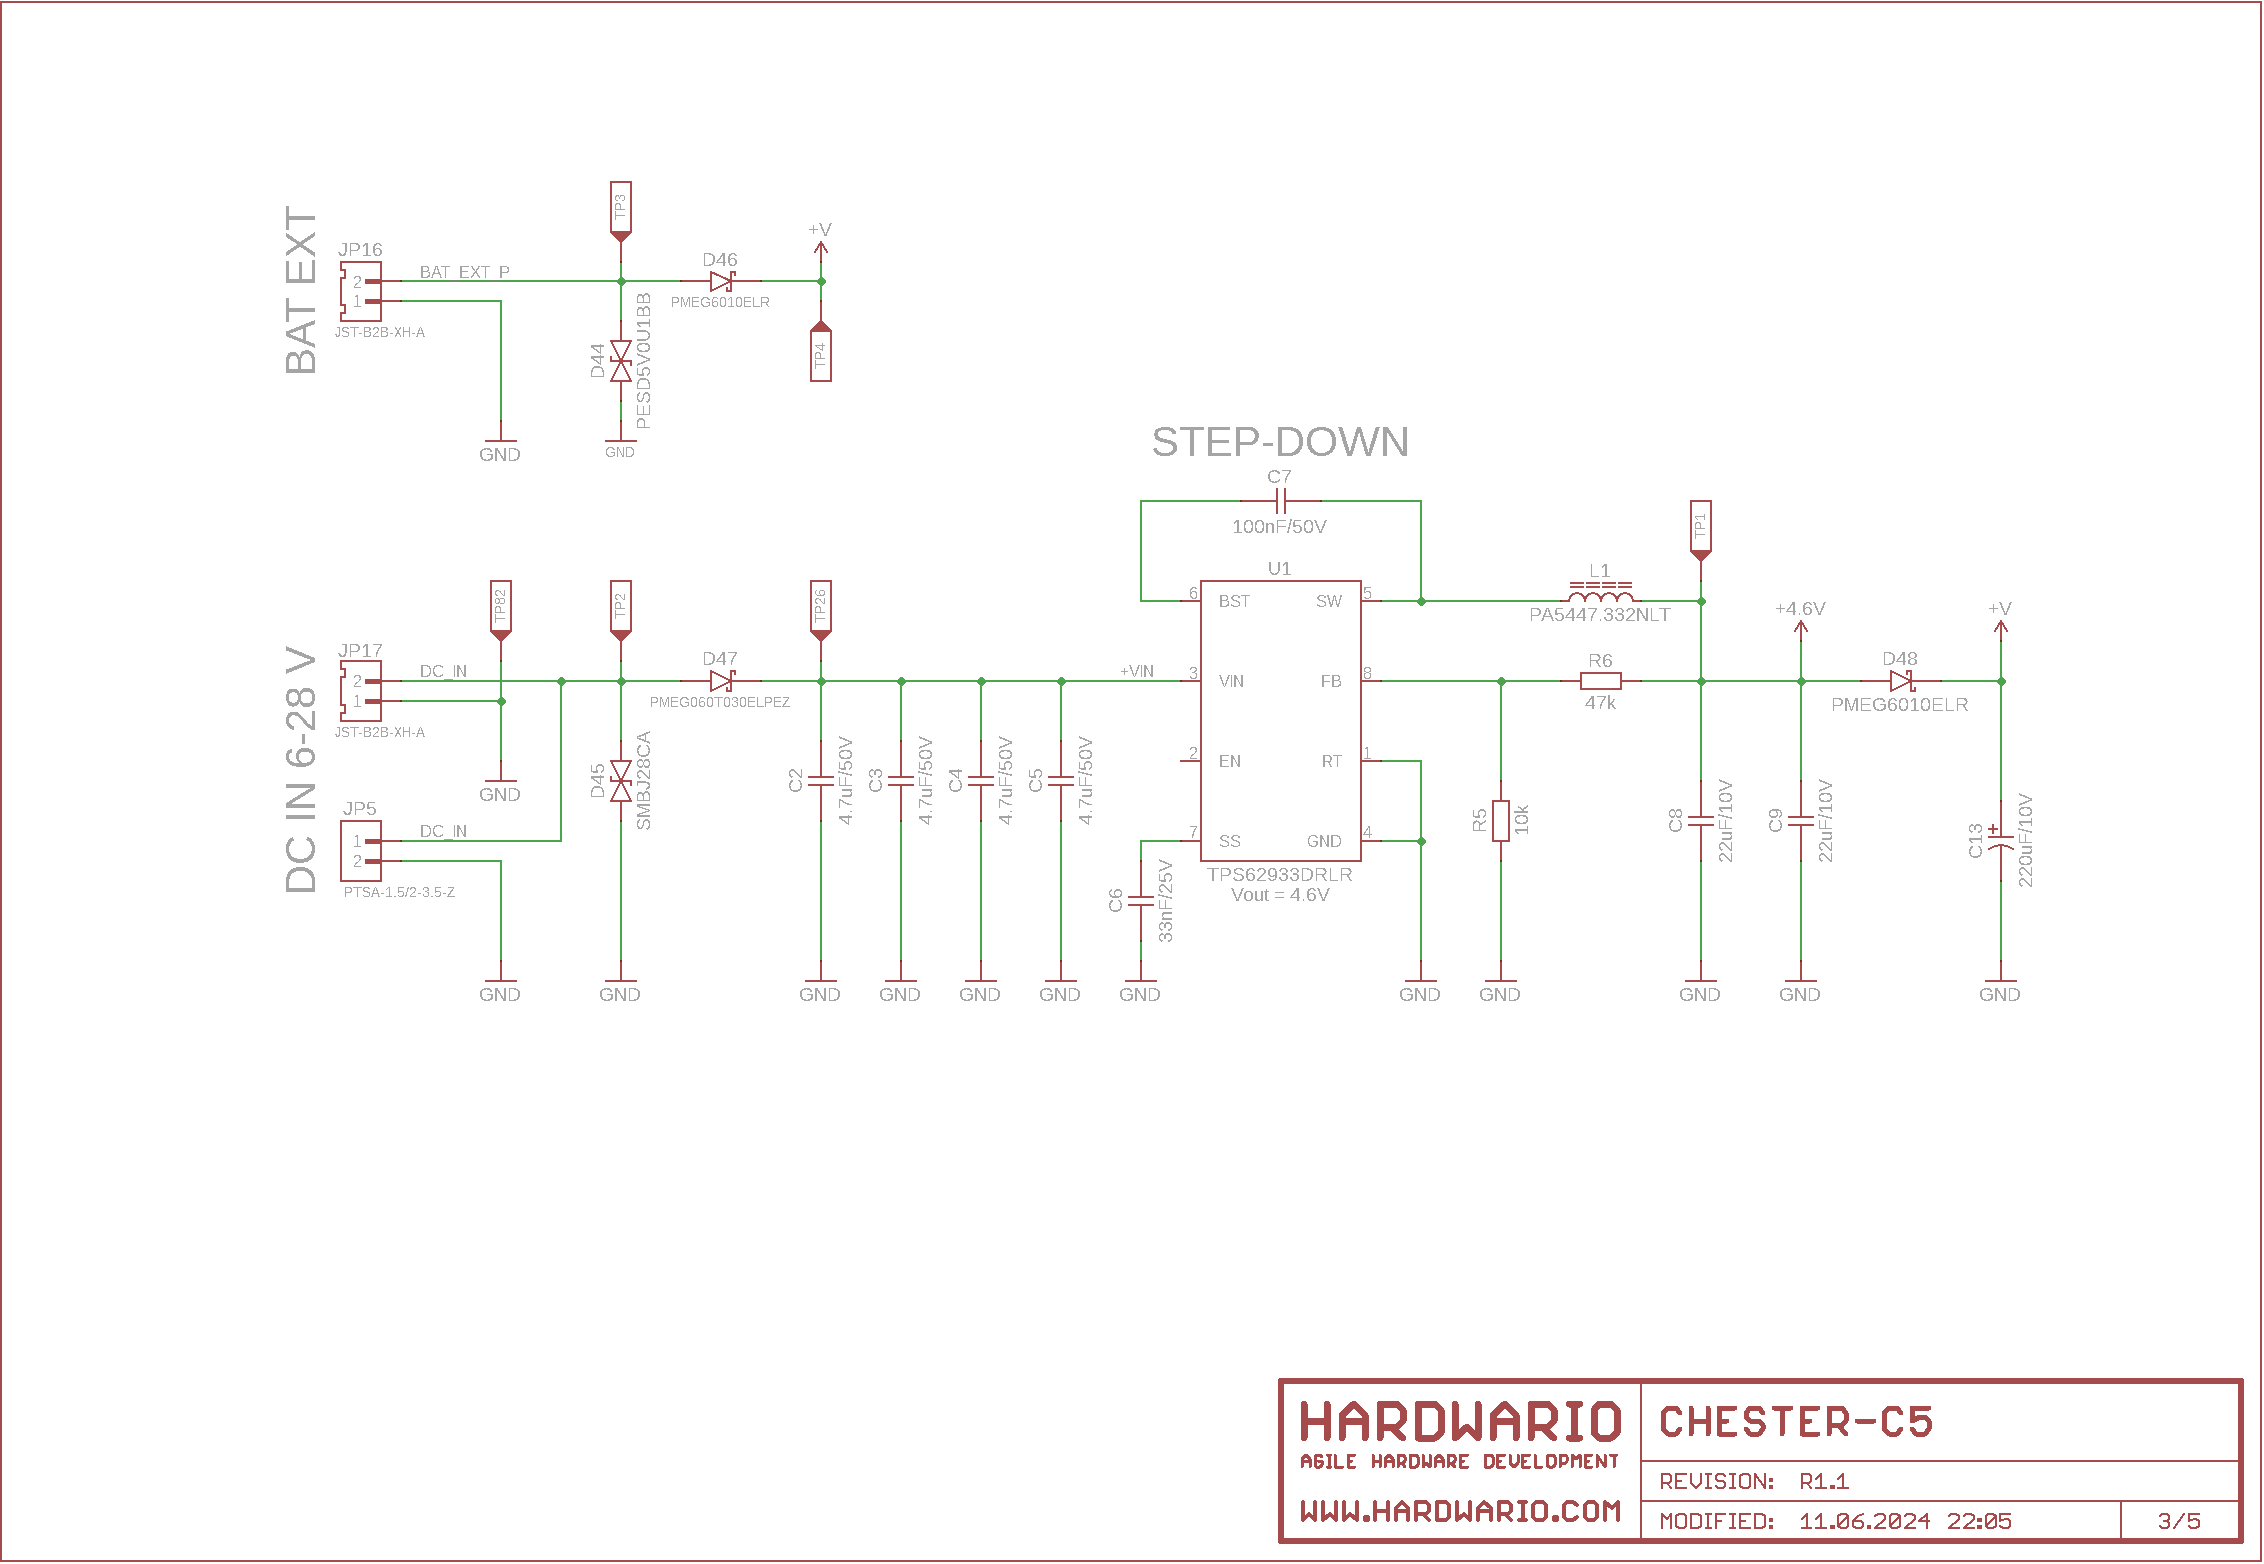 BAT EXT
JP16
2
1
JST-B2B-XH-A
BAT_EXT_P
TP3
D46
PMEG6010ELR
+V
TP4
D44
PESD5V0U1BB
GND
GND
STEP-DOWN
C7
100nF/50V
DC IN 6-28 V
JP17
2
1
JST-B2B-XH-A
DC_IN
TP82
GND
JP5
1
2
PTSA-1.5/2-3.5-Z
DC_IN
GND
TP2
D45
SMBJ28CA
GND
D47
PMEG060T030ELPEZ
TP26
C2
4.7uF/50V
GND
C3
4.7uF/50V
GND
C4
4.7uF/50V
GND
C5
4.7uF/50V
GND
+VIN
C6
33nF/25V
GND
U1
6 BST SW 5
3 VIN FB 8
2 EN RT 1
7 SS GND 4
TPS62933DRLR
Vout = 4.6V
GND
L1
PA5447.332NLT
TP1
R6
47k
R5
10k
GND
C8
22uF/10V
GND
+4.6V
C9
22uF/10V
GND
D48
PMEG6010ELR
+V
C13
220uF/10V
GND
HARDWARIO
AGILE HARDWARE DEVELOPMENT
WWW.HARDWARIO.COM
CHESTER-C5
REVISION: R1.1
MODIFIED: 11.06.2024 22:05
3/5